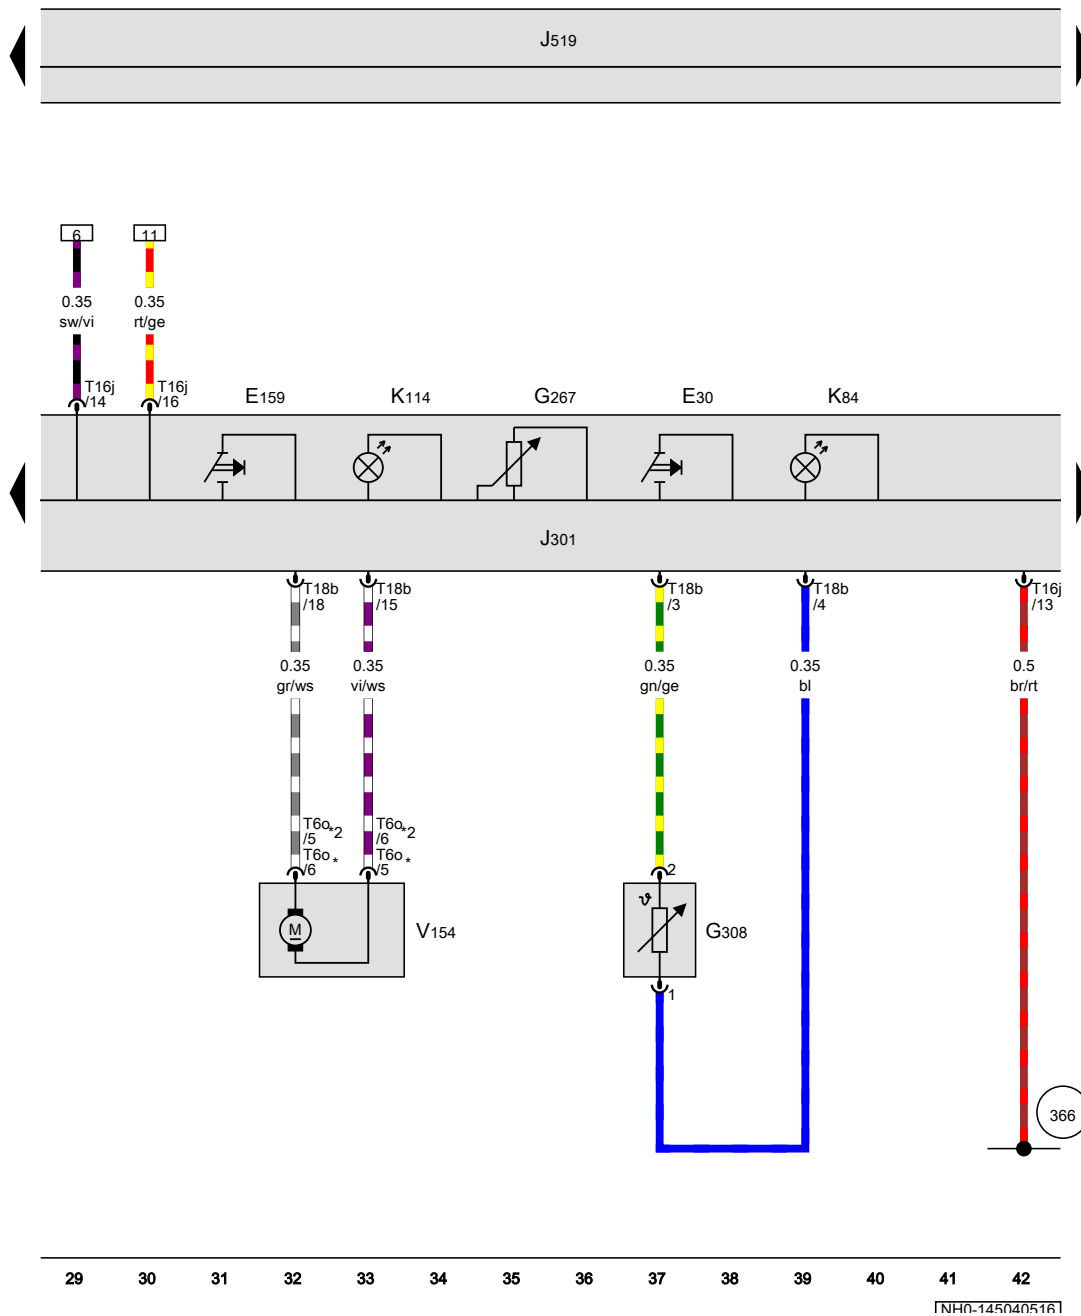 J519
6 11
0.35 0.35
sw/vi rt/ge
T16j T16j
/14 /16
E159 K114 G267 E30 K84
J301
T18b T18b T18b T18b T16j
/18 /15 /3 /4 /13
0.35 0.35 0.35 0.35 0.5
gr/ws vi/ws gn/ge bl br/rt
T6o*2 T6o*2
/5 /6
T6o* T6o*
/6 /5
2
ϑ
M
V154
G308
1
366
29 30 31 32 33 34 35 36 37 38 39 40 41 42
NH0-145040516